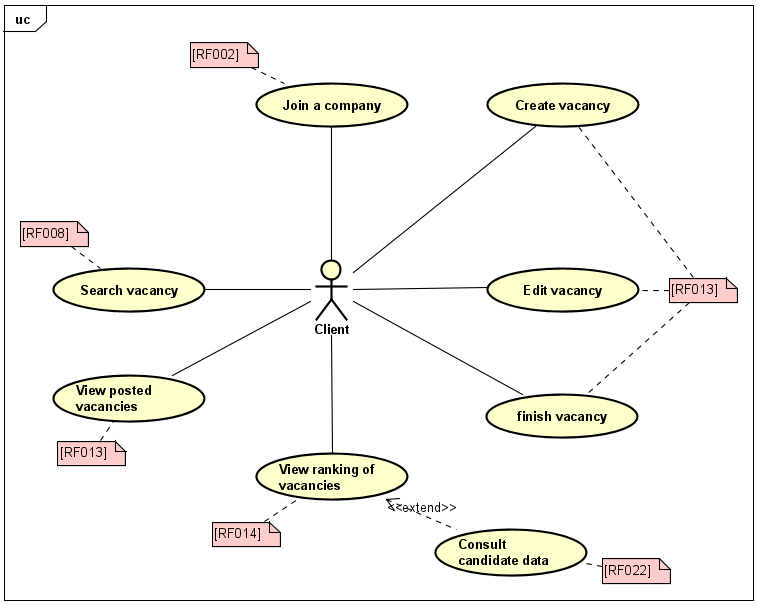 uc
[RF002]
Join a company
Create vacancy
[RF008]
Search vacancy
Client
Edit vacancy
[RF013]
View posted
vacancies
[RF013]
finish vacancy
View ranking of
vacancies
<<extend>>
[RF014]
Consult
candidate data
[RF022]